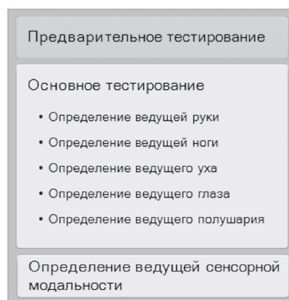 Предварительное тестирование
Основное тестирование
• Определение ведущей руки
• Определение ведущей ноги
• Определение ведущего уха
• Определение ведущего глаза
• Определение ведущего полушария
Определение ведущей сенсорной
модальности